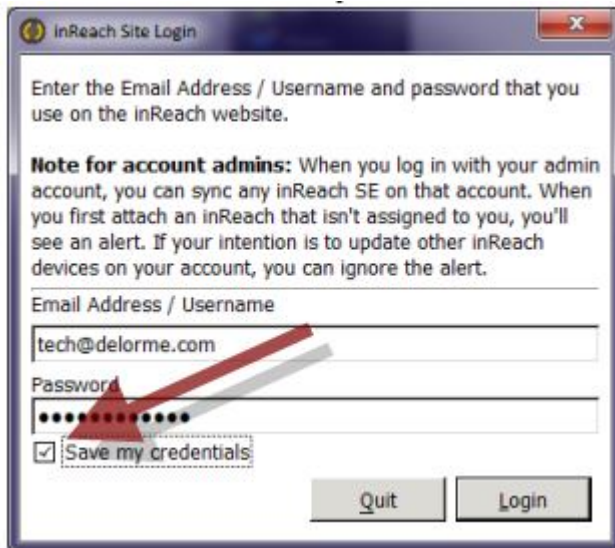 inReach Site Login
Enter the Email Address / Username and password that you
use on the inReach website.
Note for account admins: When you log in with your admin
account, you can sync any inReach SE on that account. When
you first attach an inReach that isn't assigned to you, you'll
see an alert. If your intention is to update other inReach
devices on your account, you can ignore the alert.
Email Address / Username
tech@delorme.com
Password
●●●●●●●●●●●●
Save my credentials
Quit Login